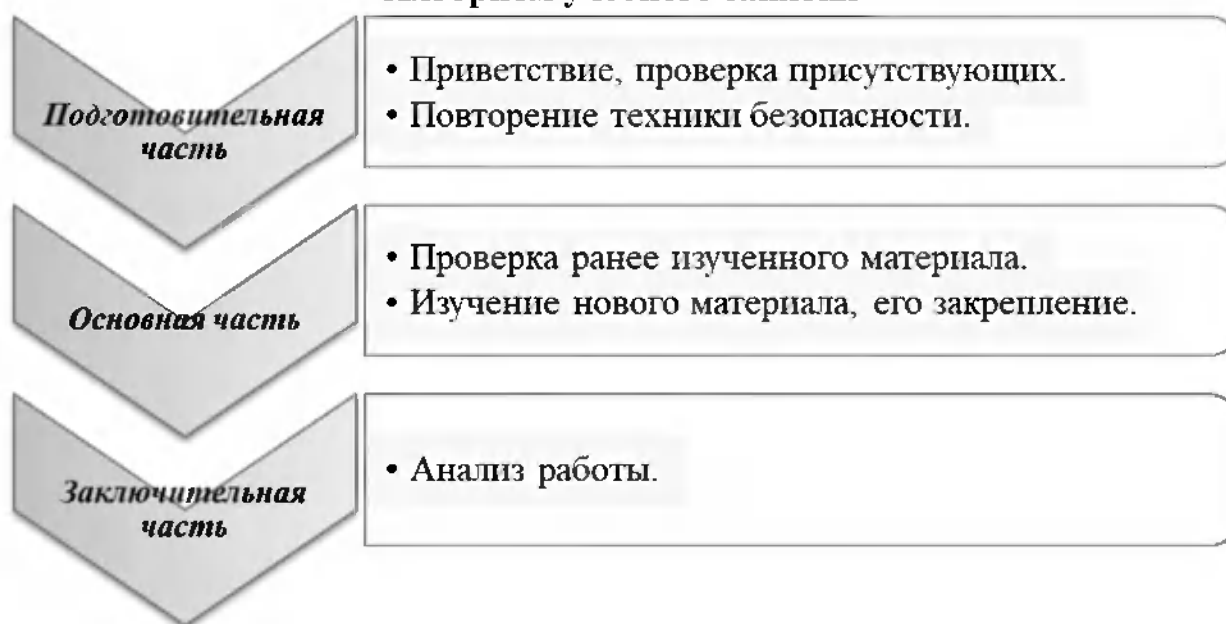 Подготовительная
часть
• Приветствие, проверка присутствующих.
• Повторение техники безопасности.
Основная часть
• Проверка ранее изученного материала.
• Изучение нового материала, его закрепление.
Заключительная
часть
• Анализ работы.